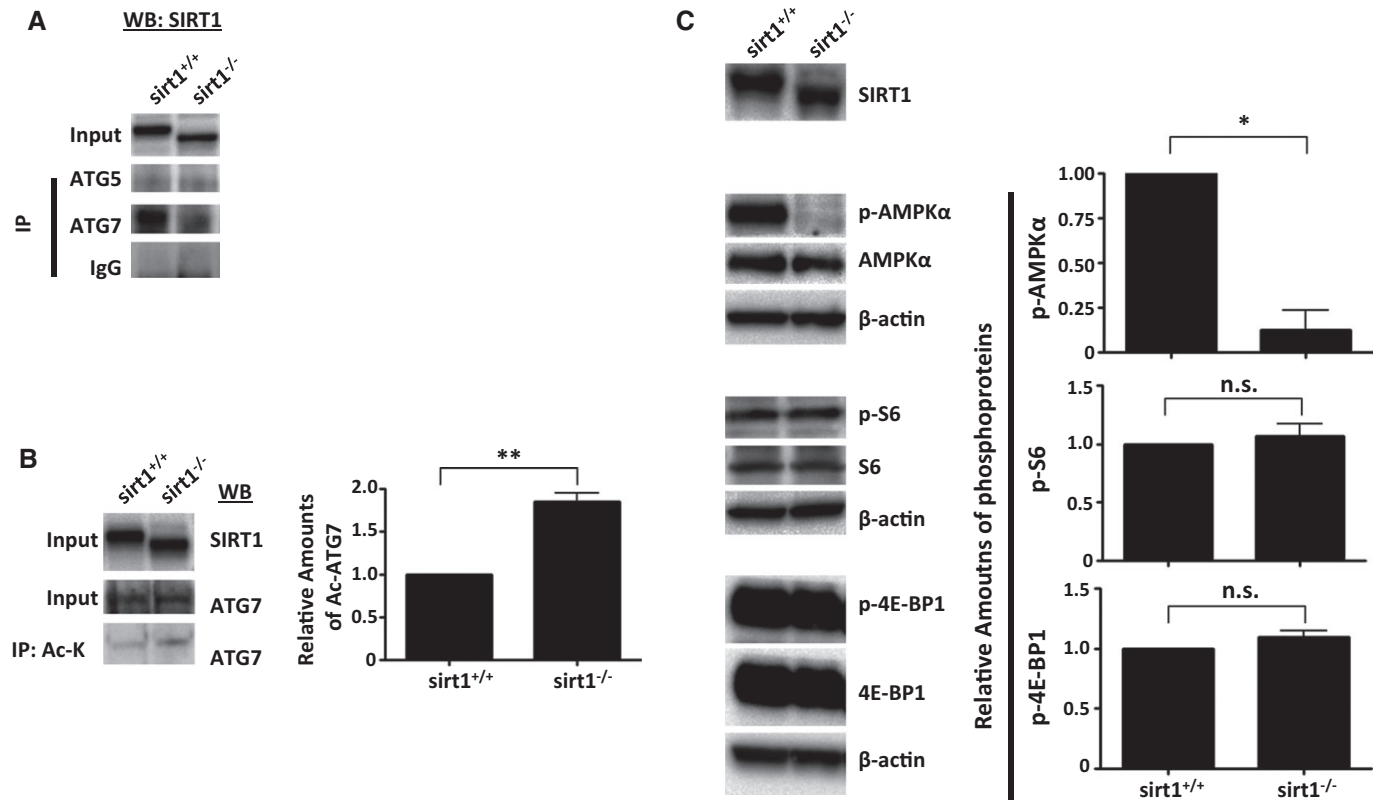 A
WB: SIRT1
sirt1+/+ sirt1-/-
Input
IP
ATG5
ATG7
IgG
B
sirt1+/+ sirt1-/-
WB
Input SIRT1
Input ATG7
IP: Ac-K ATG7
Relative Amounts
of Ac-ATG7
**
2.0
1.5
1.0
0.5
0
sirt1+/+ sirt1-/-
C
sirt1+/+ sirt1-/-
SIRT1
p-AMPKα
AMPKα
β-actin
p-S6
S6
β-actin
p-4E-BP1
4E-BP1
β-actin
Relative Amoutns of phosphoproteins
*
p-AMPKα
1.00
0.75
0.50
0.25
0
n.s.
p-S6
1.5
1.0
0.5
0
n.s.
p-4E-BP1
1.5
1.0
0.5
0
sirt1+/+ sirt1-/-